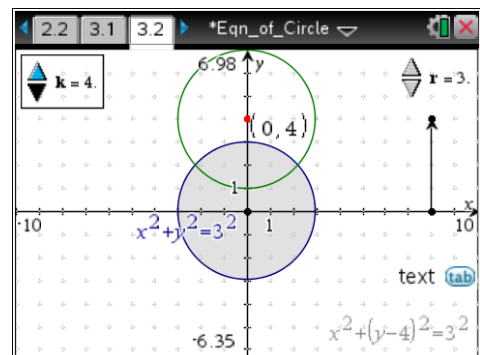 2.2 3.1 3.2 *Eqn_of_Circle
6.98 y
k = 4.
r = 3.
(0,4)
1
x
-10 1 10
x²+y²=3²
text tab
x²+(y-4)²=3²
-6.35